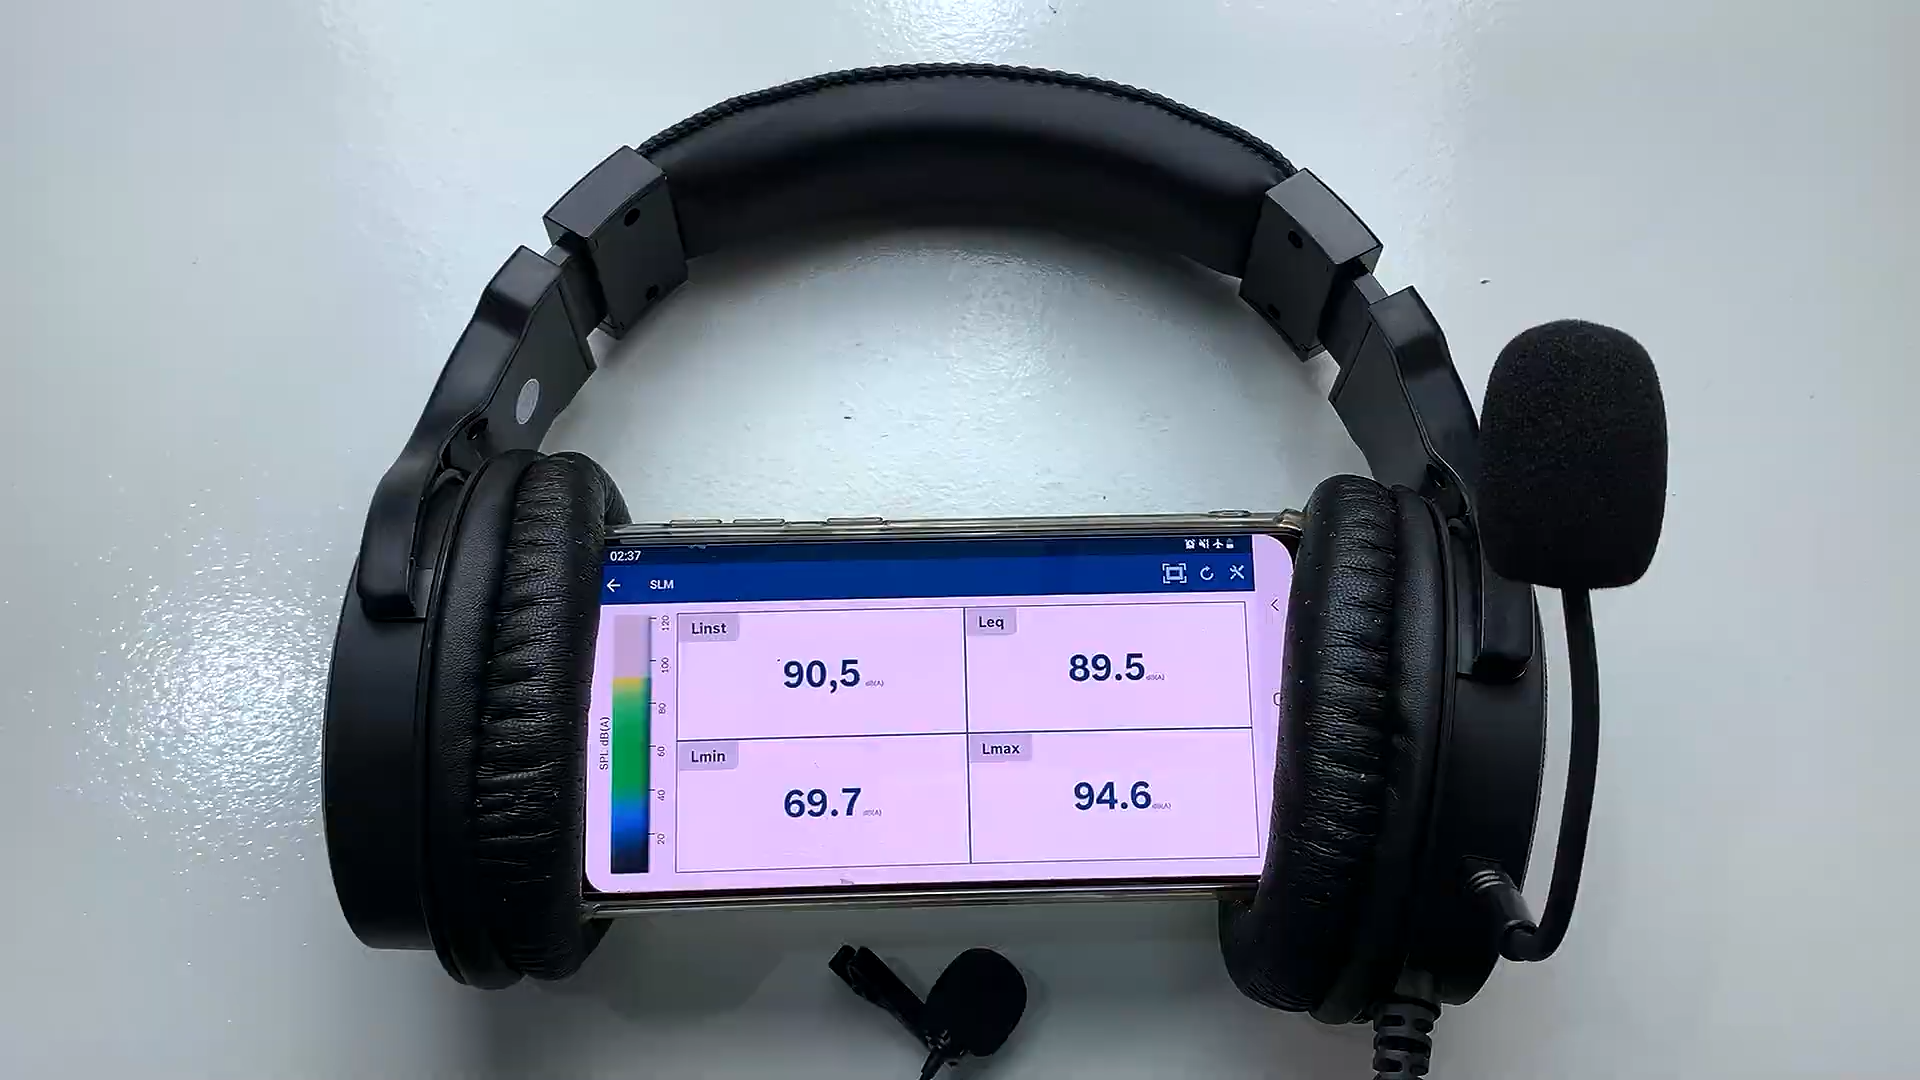 02:37
SLM
Linst
90,5 dB(A)
Leq
89.5 dB(A)
Lmin
69.7 dB(A)
Lmax
94.6 dB(A)
SPL dB(A)
120
100
80
60
40
20